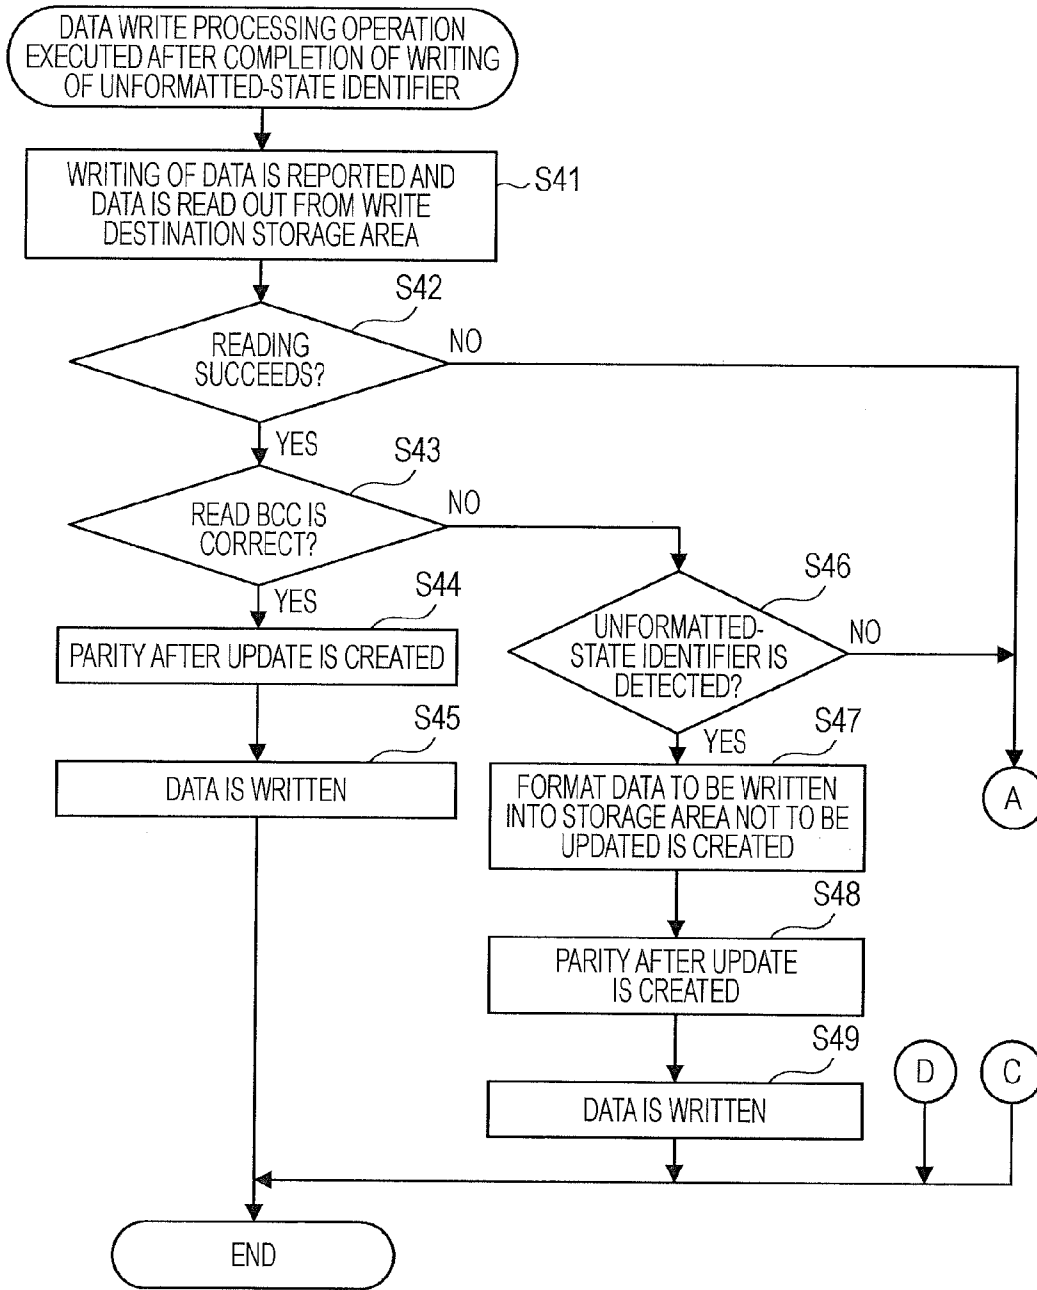 DATA WRITE PROCESSING OPERATION
EXECUTED AFTER COMPLETION OF WRITING
OF UNFORMATTED-STATE IDENTIFIER
WRITING OF DATA IS REPORTED AND
DATA IS READ OUT FROM WRITE
DESTINATION STORAGE AREA
S41
S42
READING
SUCCEEDS?
NO
YES
S43
READ BCC IS
CORRECT?
NO
YES
S44
PARITY AFTER UPDATE IS CREATED
S45
DATA IS WRITTEN
S46
UNFORMATTED-
STATE IDENTIFIER IS
DETECTED?
NO
YES
S47
FORMAT DATA TO BE WRITTEN
INTO STORAGE AREA NOT TO BE
UPDATED IS CREATED
A
S48
PARITY AFTER UPDATE
IS CREATED
S49
DATA IS WRITTEN
D
C
END